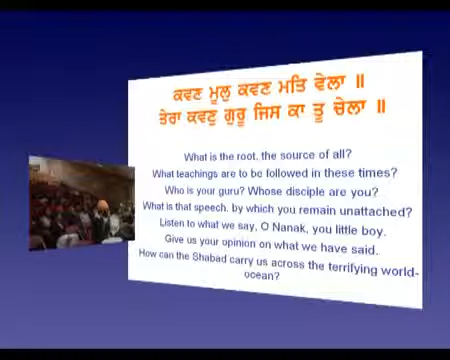 ਕਵਣ ਮੂਲੁ ਕਵਣ ਮਤਿ ਵੇਲਾ ॥
ਤੇਰਾ ਕਵਣੁ ਗੁਰੂ ਜਿਸ ਕਾ ਤੂ ਚੇਲਾ ॥
What is the root, the source of all?
What teachings are to be followed in these times?
Who is your guru? Whose disciple are you?
What is that speech, by which you remain unattached?
Listen to what we say, O Nanak, you little boy.
Give us your opinion on what we have said.
How can the Shabad carry us across the terrifying world-
ocean?